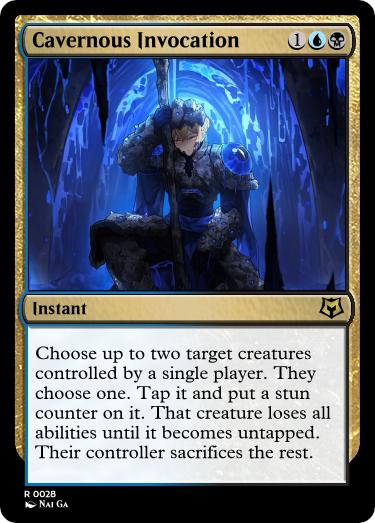 Cavernous Invocation 1
Instant
Choose up to two target creatures
controlled by a single player. They
choose one. Tap it and put a stun
counter on it. That creature loses all
abilities until it becomes untapped.
Their controller sacrifices the rest.
R 0028
Nai Ga